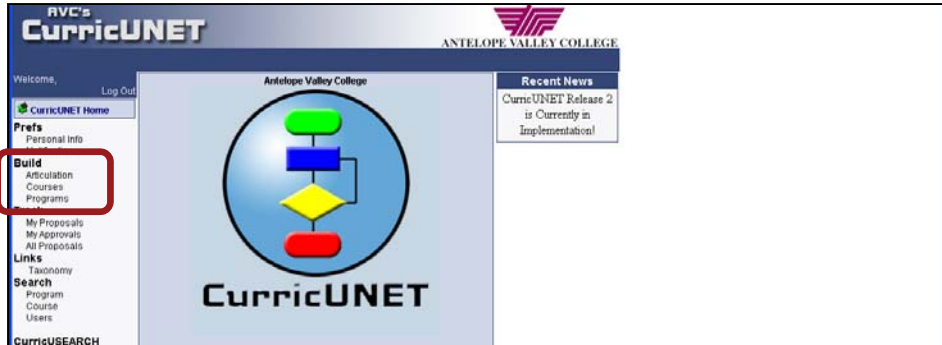 AVC's
CurricUNET
ANTELOPE VALLEY COLLEGE
Welcome,
Log Out
CurricUNET Home
Prefs
Personal Info
Build
Articulation
Courses
Programs
My Proposals
My Approvals
All Proposals
Links
Taxonomy
Search
Program
Course
Users
CurricUSEARCH
Antelope Valley College
CurricUNET
Recent News
CurricUNET Release 2
is Currently in
Implementation!